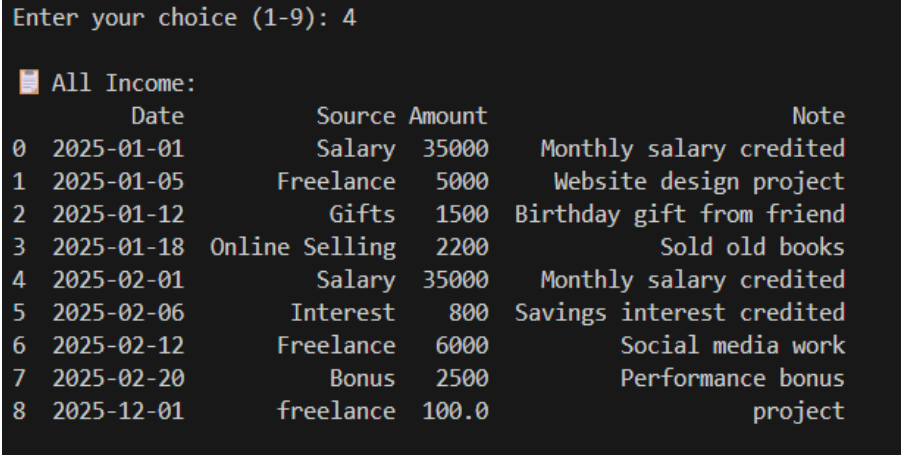 Enter your choice (1-9): 4
📋 All Income:
Date Source Amount Note
0 2025-01-01 Salary 35000 Monthly salary credited
1 2025-01-05 Freelance 5000 Website design project
2 2025-01-12 Gifts 1500 Birthday gift from friend
3 2025-01-18 Online Selling 2200 Sold old books
4 2025-02-01 Salary 35000 Monthly salary credited
5 2025-02-06 Interest 800 Savings interest credited
6 2025-02-12 Freelance 6000 Social media work
7 2025-02-20 Bonus 2500 Performance bonus
8 2025-12-01 freelance 100.0 project